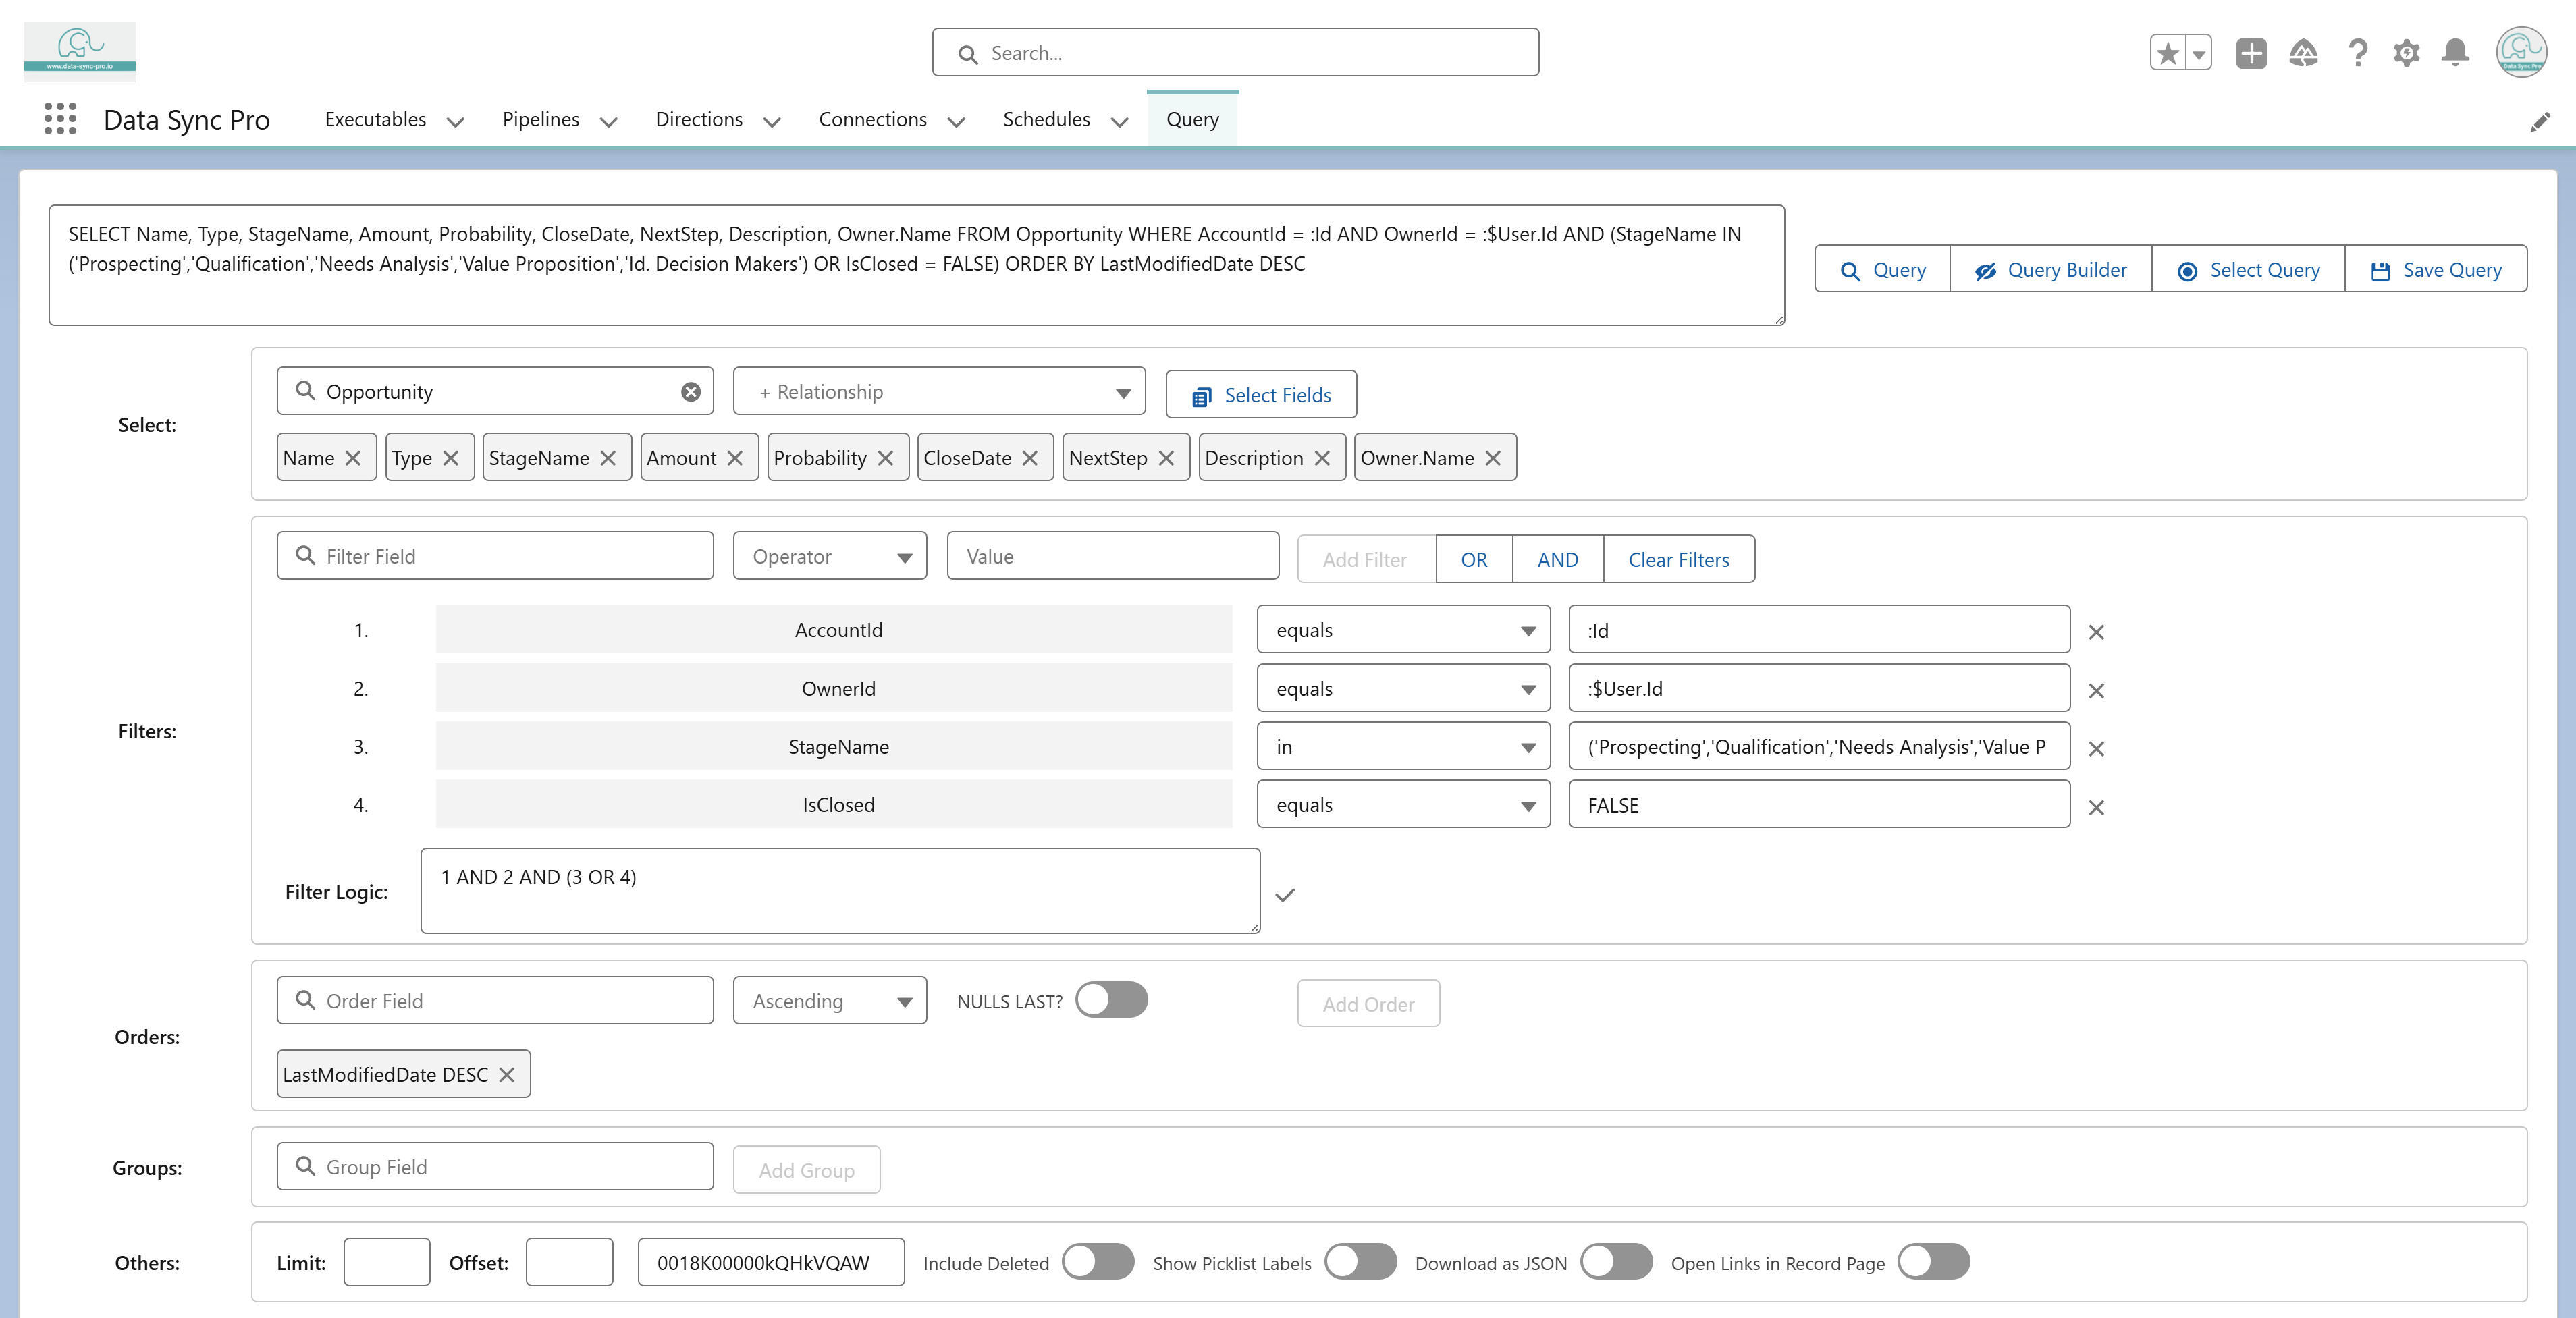 www.data-sync-pro.io
Search...
Data Sync Pro
Data Sync Pro
Executables
Pipelines
Directions
Connections
Schedules
Query
SELECT Name, Type, StageName, Amount, Probability, CloseDate, NextStep, Description, Owner.Name FROM Opportunity WHERE AccountId = :Id AND OwnerId = :$User.Id AND (StageName IN
('Prospecting','Qualification','Needs Analysis','Value Proposition','Id. Decision Makers') OR IsClosed = FALSE) ORDER BY LastModifiedDate DESC
Query
Query Builder
Select Query
Save Query
Select:
Opportunity
+ Relationship
Select Fields
Name
Type
StageName
Amount
Probability
CloseDate
NextStep
Description
Owner.Name
Filters:
Filter Field
Operator
Value
Add Filter
OR
AND
Clear Filters
1.
AccountId
equals
:Id
2.
OwnerId
equals
:$User.Id
3.
StageName
in
('Prospecting','Qualification','Needs Analysis','Value P
4.
IsClosed
equals
FALSE
Filter Logic:
1 AND 2 AND (3 OR 4)
Orders:
Order Field
Ascending
NULLS LAST?
Add Order
LastModifiedDate DESC
Groups:
Group Field
Add Group
Others:
Limit:
Offset:
0018K00000kQHkVQAW
Include Deleted
Show Picklist Labels
Download as JSON
Open Links in Record Page